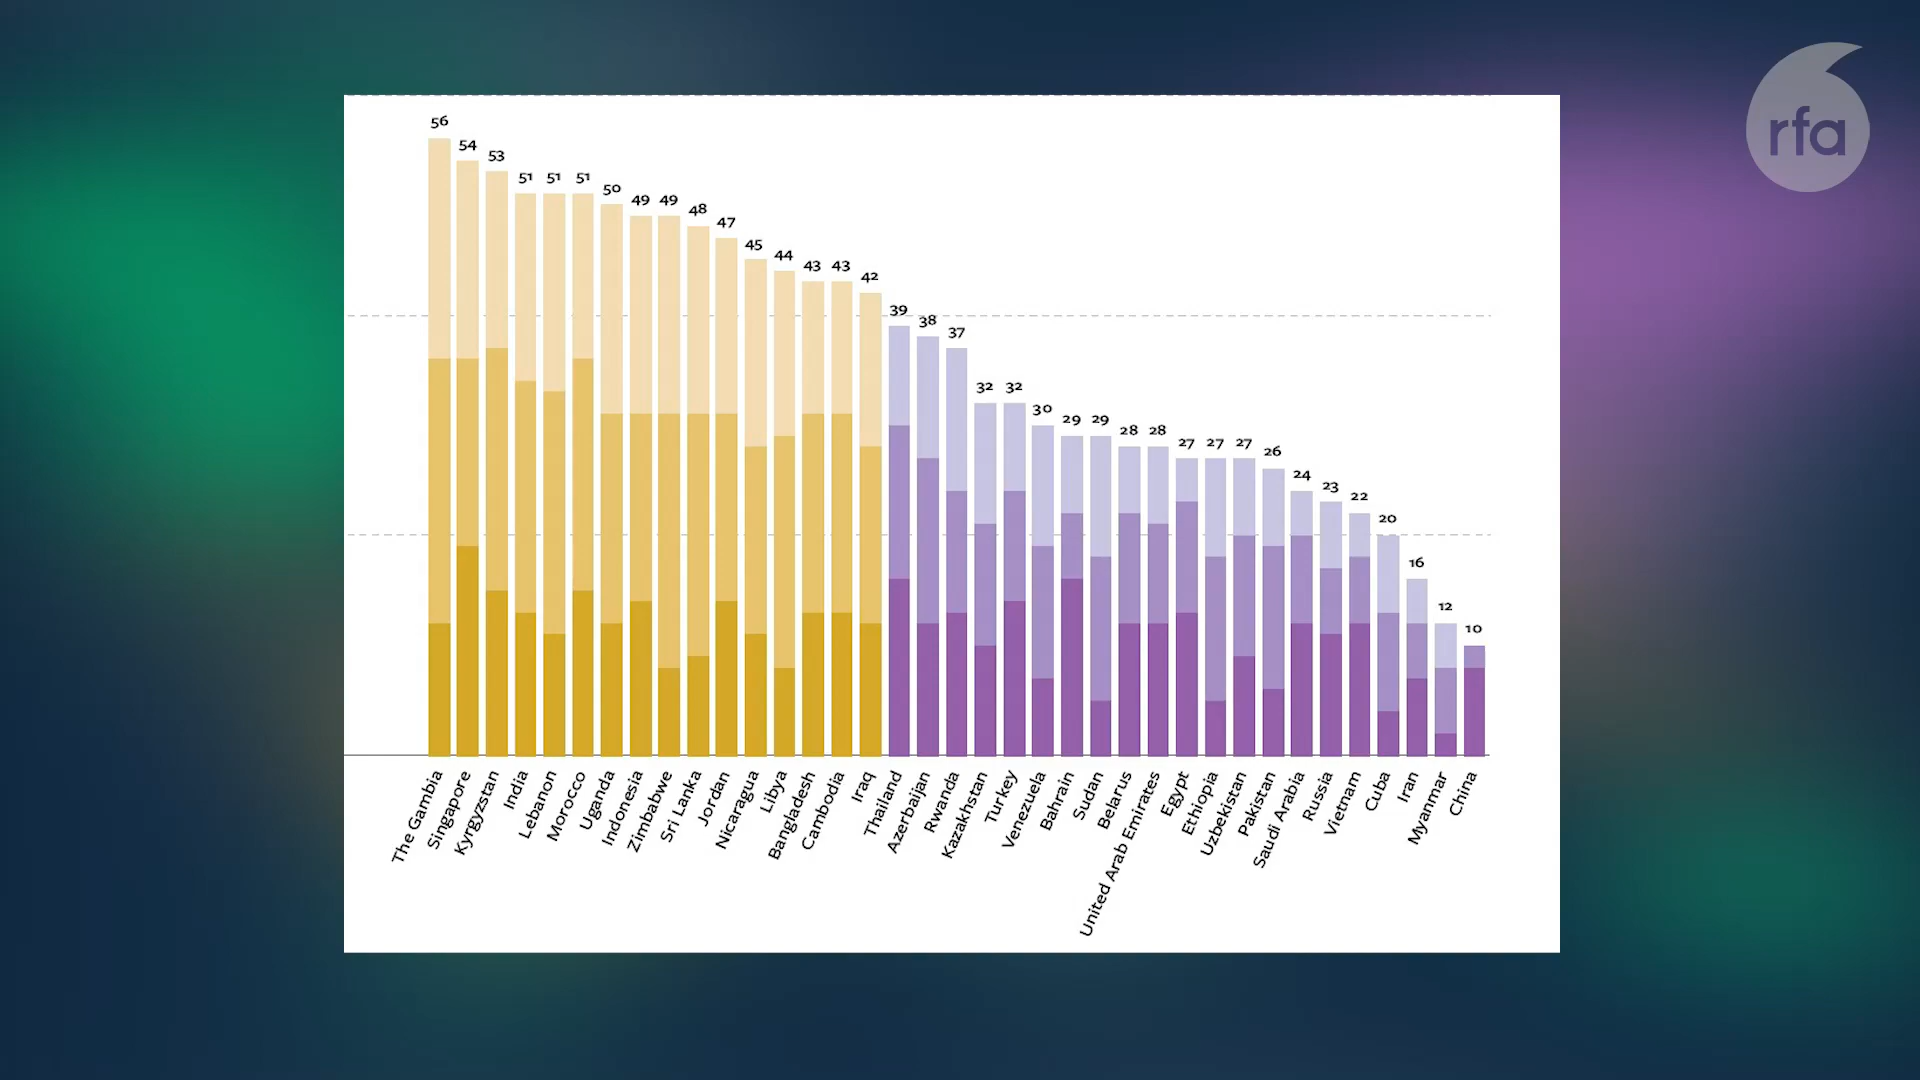 rfa
56
54
53
51
51
51
50
49
49
48
47
45
44
43
43
42
39
38
37
32
32
30
29
29
28
28
27
27
27
26
24
23
22
20
16
12
10
The Gambia
Singapore
Kyrgyzstan
India
Lebanon
Morocco
Uganda
Indonesia
Zimbabwe
Sri Lanka
Jordan
Nicaragua
Libya
Bangladesh
Cambodia
Iraq
Thailand
Azerbaijan
Rwanda
Kazakhstan
Turkey
Venezuela
Bahrain
Sudan
Belarus
United Arab Emirates
Egypt
Ethiopia
Uzbekistan
Pakistan
Saudi Arabia
Russia
Vietnam
Cuba
Iran
Myanmar
China